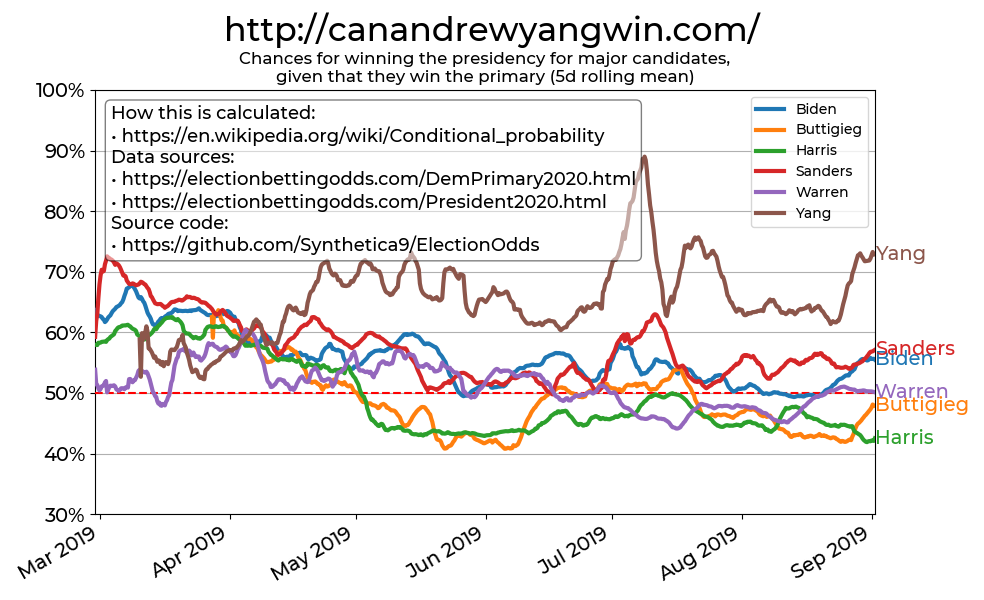 http://canandrewyangwin.com/
Chances for winning the presidency for major candidates,
given that they win the primary (5d rolling mean)
100%
90%
80%
70%
60%
50%
40%
30%
How this is calculated:
· https://en.wikipedia.org/wiki/Conditional_probability
Data sources:
· https://electionbettingodds.com/DemPrimary2020.html
· https://electionbettingodds.com/President2020.html
Source code:
· https://github.com/Synthetica9/ElectionOdds
Biden
Buttigieg
Harris
Sanders
Warren
Yang
Yang
Sanders
Biden
Warren
Buttigieg
Harris
Mar 2019
Apr 2019
May 2019
Jun 2019
Jul 2019
Aug 2019
Sep 2019